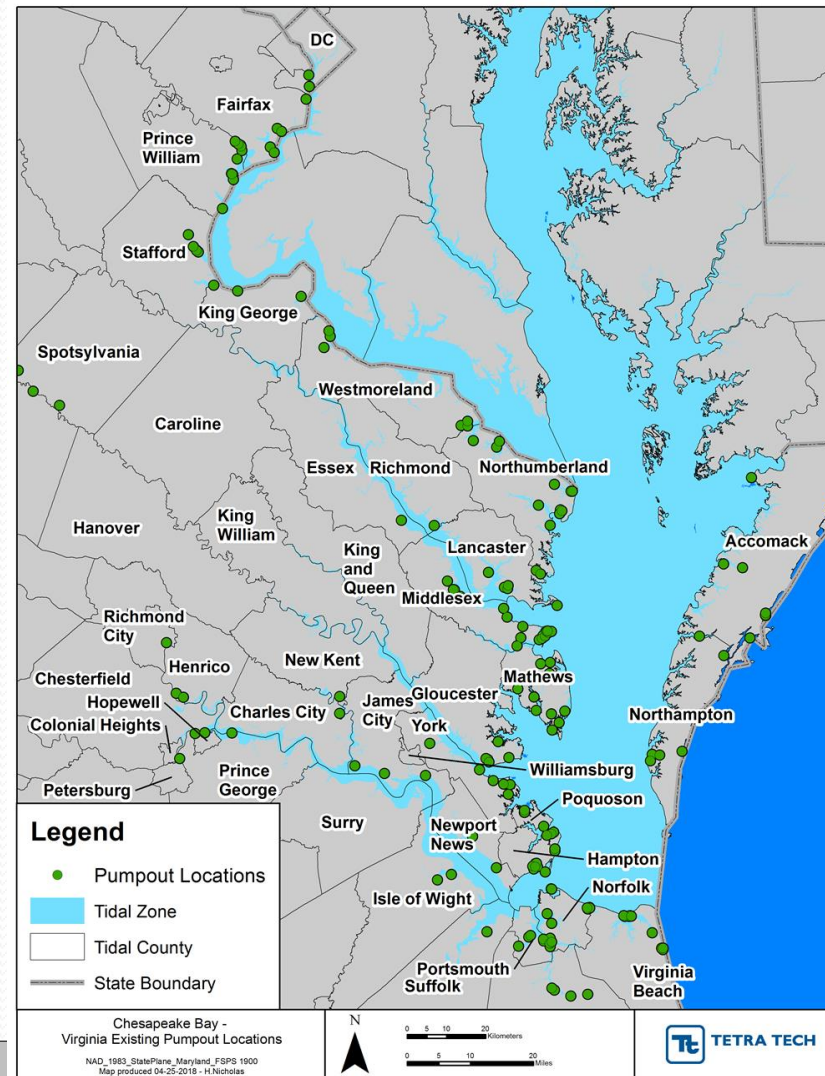 DC
Fairfax
Prince
William
Stafford
King George
Spotsylvania
Westmoreland
Caroline
Essex
Richmond
Northumberland
Hanover
King
William
King
and
Queen
Lancaster
Accomack
Middlesex
Richmond
City
Henrico
Chesterfield
New Kent
Mathews
Gloucester
Hopewell
Charles City
James
City
York
Northampton
Colonial Heights
Petersburg
Prince
George
Williamsburg
Poquoson
Surry
Newport
News
Hampton
Isle of Wight
Norfolk
Portsmouth
Suffolk
Virginia
Beach
Legend
Pumpout Locations
Tidal Zone
Tidal County
State Boundary
Chesapeake Bay -
Virginia Existing Pumpout Locations
NAD_1983_StatePlane_Maryland_FSPS 1900
Map produced 04-25-2018 - H.Nicholas
N
0 5 10 20
Kilometers
0 5 10 20
Miles
Tt TETRA TECH